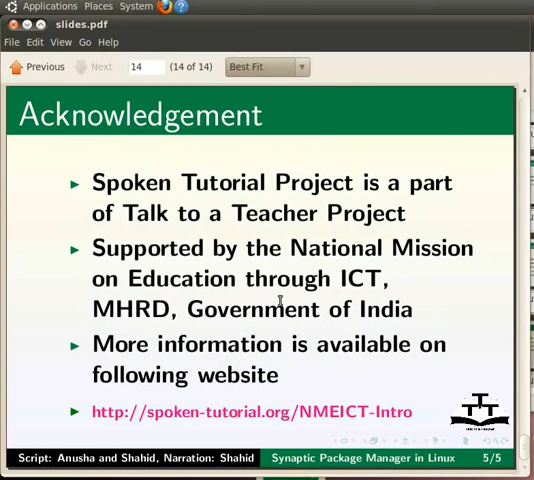 Applications Places System
slides.pdf
File Edit View Go Help
Previous Next 14 (14 of 14) Best Fit
Acknowledgement
Spoken Tutorial Project is a part
of Talk to a Teacher Project
Supported by the National Mission
on Education through ICT,
MHRD, Government of India
More information is available on
following website
http://spoken-tutorial.org/NMEICT-Intro
Script: Anusha and Shahid, Narration: Shahid Synaptic Package Manager in Linux 5/5